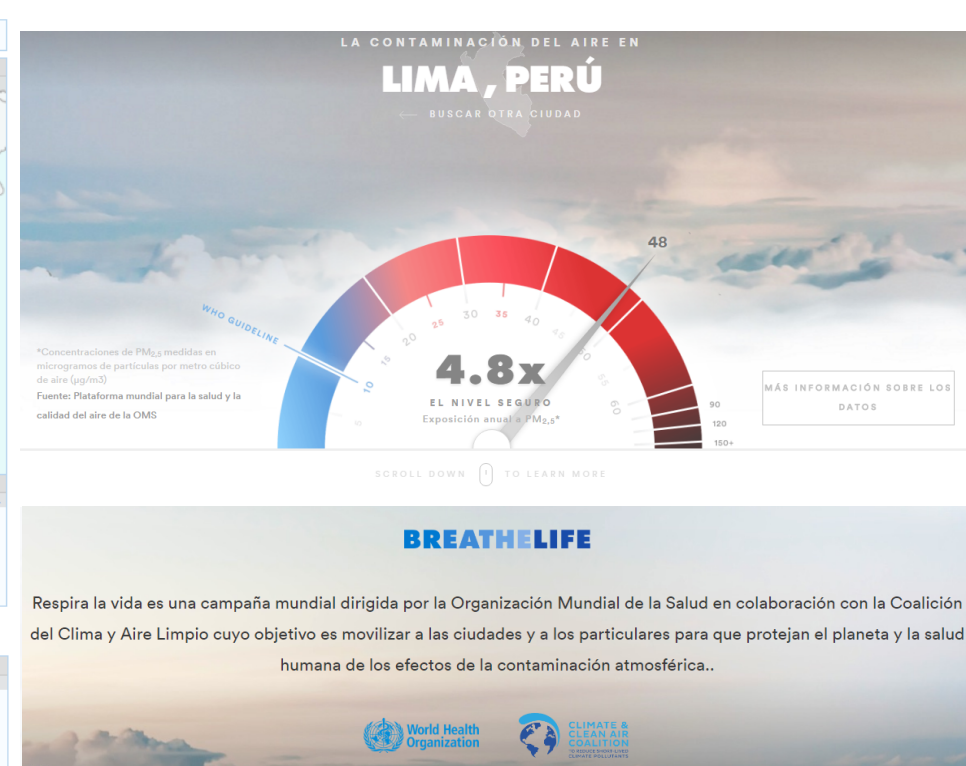 LA CONTAMINACIÓN DEL AIRE EN
LIMA, PERÚ
← BUSCAR OTRA CIUDAD
48
WHO GUIDELINE
0
10
15
20
25
30
35
40
45
50
55
60
90
120
150+
4.8x
EL NIVEL SEGURO
Exposición anual a PM2,5*
*Concentraciones de PM2,5 medidas en
microgramos de partículas por metro cúbico
de aire (µg/m3)
Fuente: Plataforma mundial para la salud y la
calidad del aire de la OMS
MÁS INFORMACIÓN SOBRE LOS
DATOS
SCROLL DOWN TO LEARN MORE
BREATHELIFE
Respira la vida es una campaña mundial dirigida por la Organización Mundial de la Salud en colaboración con la Coalición
del Clima y Aire Limpio cuyo objetivo es movilizar a las ciudades y a los particulares para que protejan el planeta y la salud
humana de los efectos de la contaminación atmosférica..
World Health
Organization
CLIMATE &
CLEAN AIR
COALITION
TO REDUCE SHORT-LIVED
CLIMATE POLLUTANTS